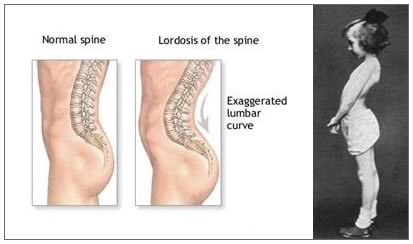 Normal spine
Lordosis of the spine
Exaggerated
lumbar
curve